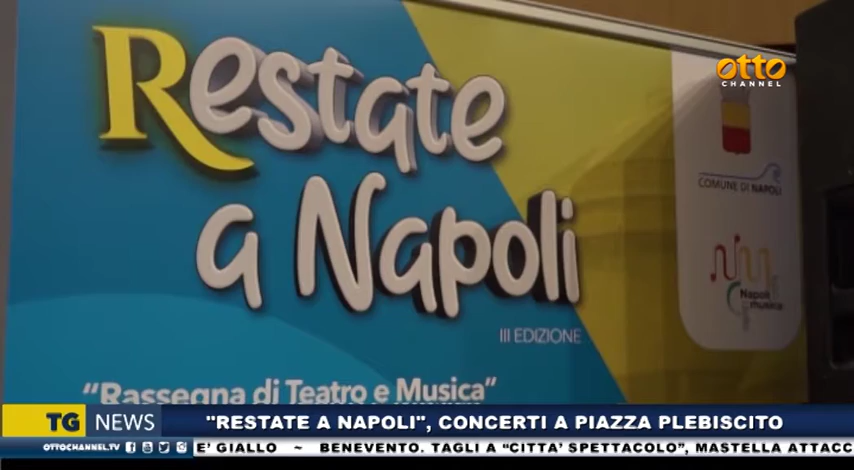 Restate
a Napoli
III EDIZIONE
"Rassegna di Teatro e Musica"
OTTO
CHANNEL
COMUNE DI NAPOLI
Napoli
musica
TG NEWS
"RESTATE A NAPOLI", CONCERTI A PIAZZA PLEBISCITO
OTTOCHANNEL.TV
E' GIALLO ~ BENEVENTO. TAGLI A "CITTA' SPETTACOLO", MASTELLA ATTACC